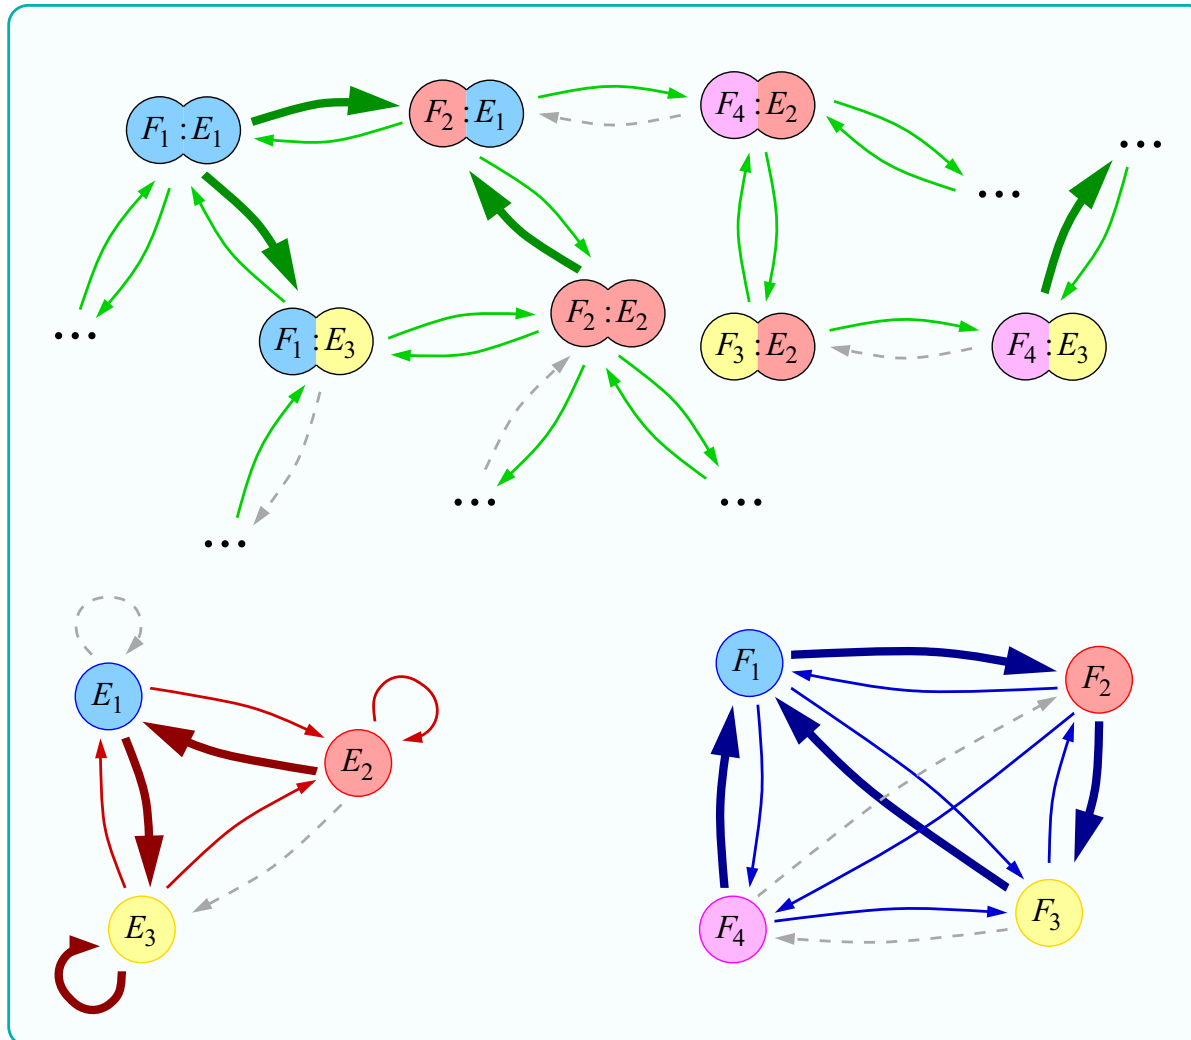 F1 : E1
F2 : E1
F4 : E2
...
...
...
F1 : E3
F2 : E2
F3 : E2
F4 : E3
...
...
...
E1
E2
E3
F1
F2
F3
F4